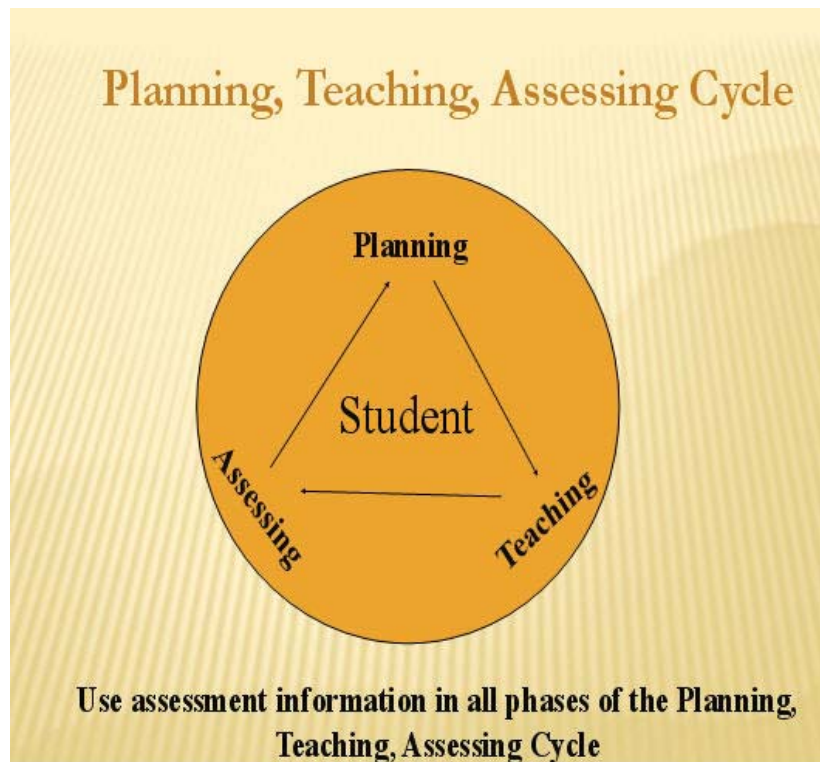 Planning, Teaching, Assessing Cycle
Planning
Student
Assessing
Teaching
Use assessment information in all phases of the Planning,
Teaching, Assessing Cycle